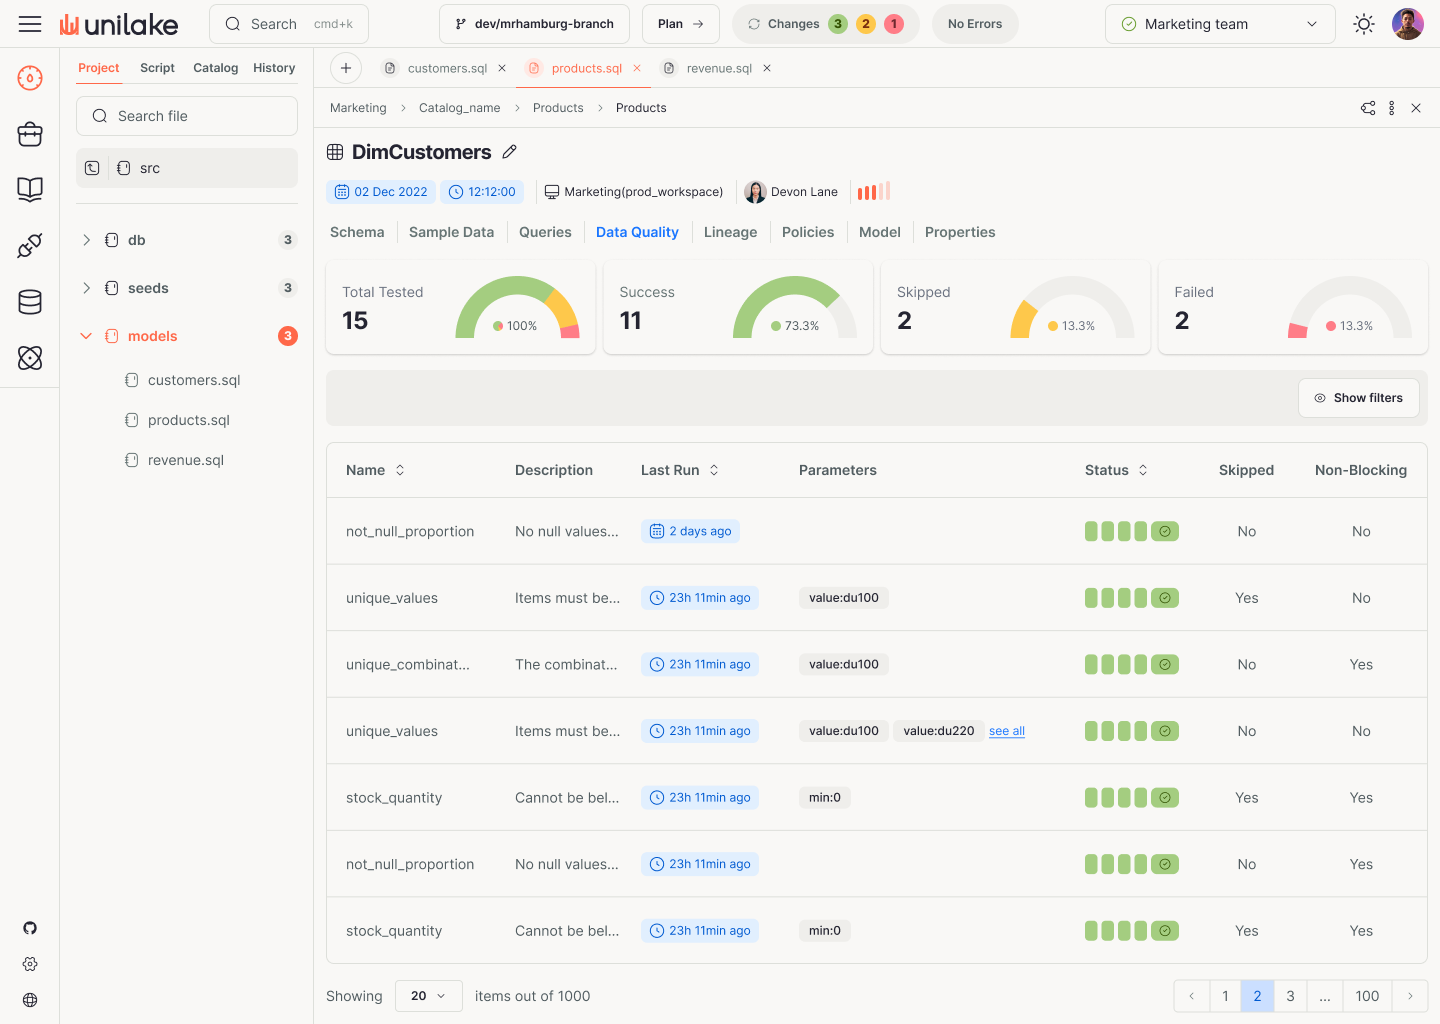 unilake
Search cmd+k
dev/mrhamburg-branch
Plan
Changes 3 2 1
No Errors
Marketing team
Project Script Catalog History
Search file
src
db 3
seeds 3
models 3
customers.sql
products.sql
revenue.sql
customers.sql products.sql revenue.sql
Marketing Catalog_name Products Products
DimCustomers
02 Dec 2022 12:12:00 Marketing(prod_workspace) Devon Lane
Schema Sample Data Queries Data Quality Lineage Policies Model Properties
Total Tested
15
100%
Success
11
73.3%
Skipped
2
13.3%
Failed
2
13.3%
Show filters
Name Description Last Run Parameters Status Skipped Non-Blocking
not_null_proportion No null values... 2 days ago No No
unique_values Items must be... 23h 11min ago value:du100 Yes No
unique_combinat... The combinat... 23h 11min ago value:du100 No Yes
unique_values Items must be... 23h 11min ago value:du100 value:du220 see all No No
stock_quantity Cannot be bel... 23h 11min ago min:0 Yes Yes
not_null_proportion No null values... 23h 11min ago No Yes
stock_quantity Cannot be bel... 23h 11min ago min:0 Yes Yes
Showing 20 items out of 1000
1 2 3 ... 100